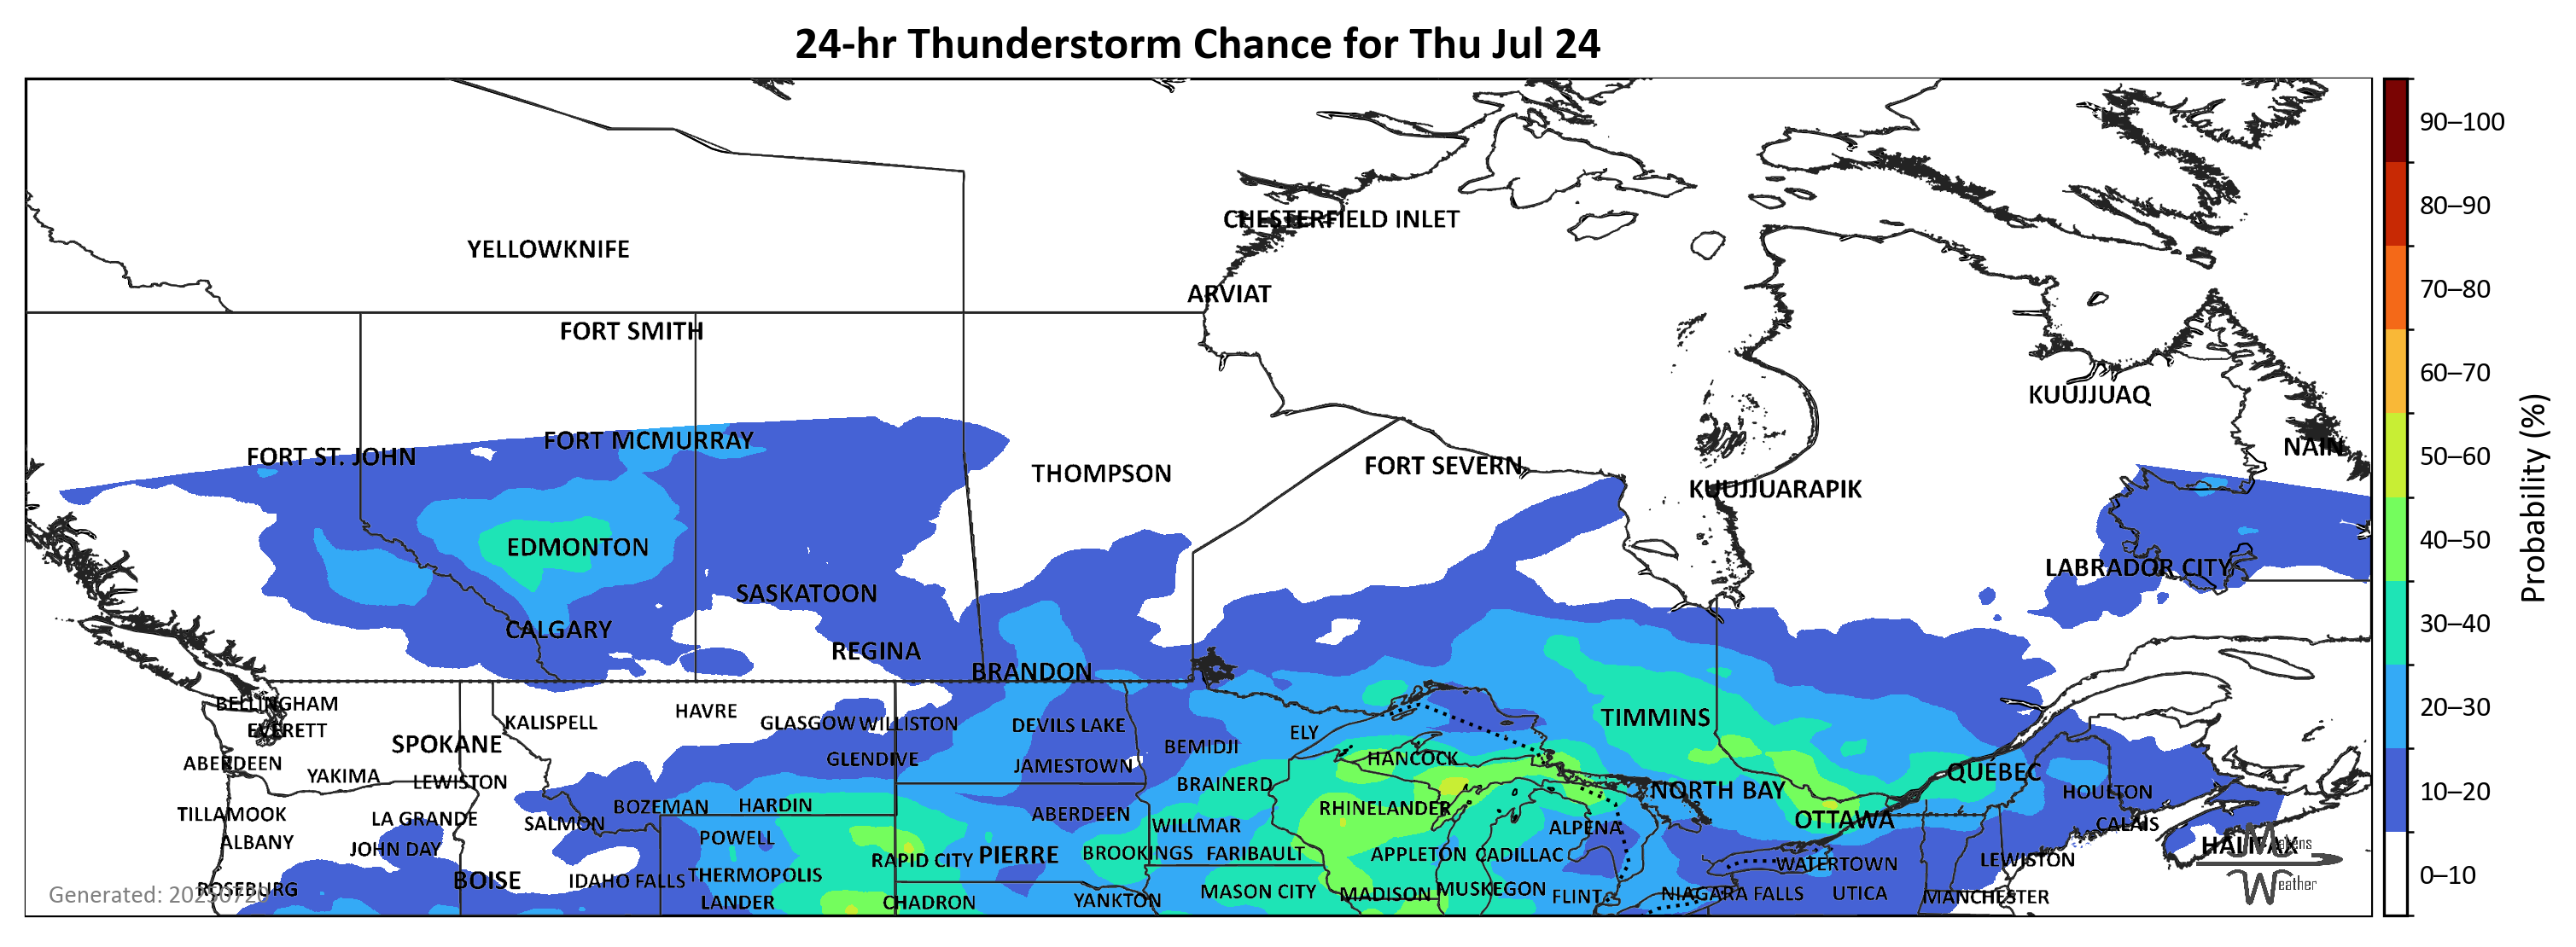 24-hr Thunderstorm Chance for Thu Jul 24
90–100
80–90
CHESTERFIELD INLET
YELLOWKNIFE
70–80
ARVIAT
FORT SMITH
60–70
KUUJJUAQ
FORT MCMURRAY
NAIN
50–60
FORT ST. JOHN
FORT SEVERN
THOMPSON
KUUJJUARAPIK
Probability (%)
40–50
EDMONTON
LABRADOR CITY
SASKATOON
30–40
CALGARY
REGINA
BRANDON
BELLINGHAM
20–30
HAVRE
TIMMINS
KALISPELL
GLASGOW WILLISTON
DEVILS LAKE
EVERETT
ELY
SPOKANE
BEMIDJI
HANCOCK
GLENDIVE
ABERDEEN
JAMESTOWN
QUEBEC
YAKIMA
LEWISTON
BRAINERD
NORTH BAY
10–20
HOULTON
BOZEMAN
HARDIN
RHINELANDER
TILLAMOOK
ABERDEEN
LA GRANDE
OTTAWA
SALMON
CALAIS
WILLMAR
ALPENA
POWELL
ALBANY
HALIFAX
Makens
JOHN DAY
BROOKINGS
FARIBAULT
APPLETON
CADILLAC
PIERRE
RAPID CITY
LEWISTON
WATERTOWN
THERMOPOLIS
0–10
BOISE
IDAHO FALLS
Weather
ROSEBURG
MUSKEGON
MASON CITY
MADISON
NIAGARA FALLS
UTICA
Generated: 20250720
FLINT
MANCHESTER
YANKTON
LANDER
CHADRON